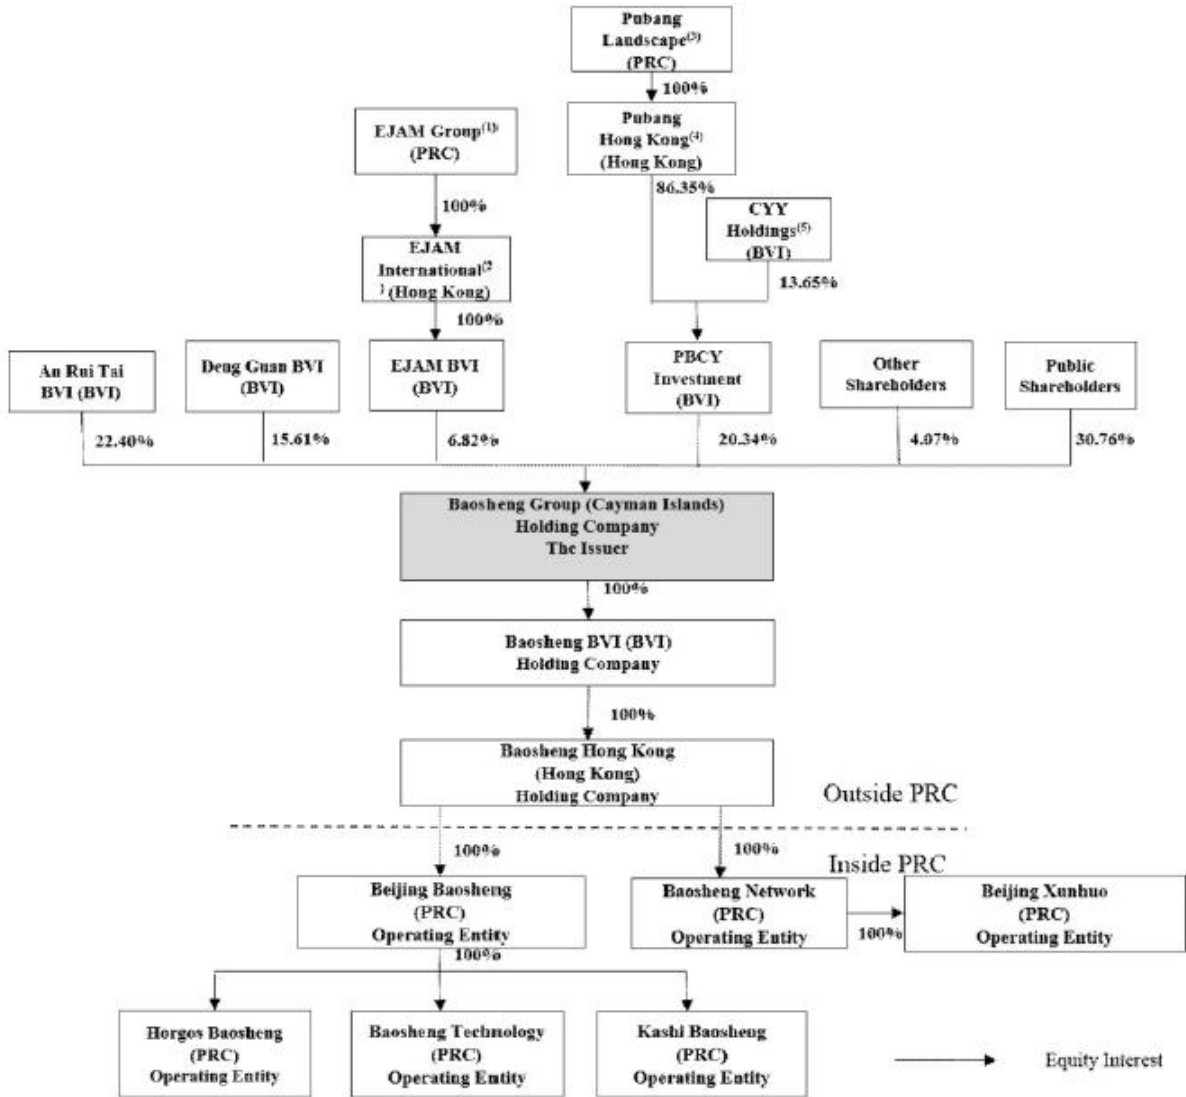 Pubang
Landscape(3)
(PRC)
100%
Pubang
Hong Kong(4)
(Hong Kong)
EJAM Group(1)
(PRC)
86.35%
100%
CYY
Holdings(5)
(BVI)
EJAM
International(2
) (Hong Kong)
13.65%
100%
An Rui Tai
BVI (BVI)
Deng Guan BVI
(BVI)
EJAM BVI
(BVI)
PBCY
Investment
(BVI)
Other
Shareholders
Public
Shareholders
22.40%
15.61%
6.82%
20.34%
4.07%
30.76%
Baosheng Group (Cayman Islands)
Holding Company
The Issuer
100%
Baosheng BVI (BVI)
Holding Company
100%
Baosheng Hong Kong
(Hong Kong)
Holding Company
Outside PRC
100%
100%
Inside PRC
Beijing Baosheng
(PRC)
Operating Entity
Baosheng Network
(PRC)
Operating Entity
100%
Beijing Xunhuo
(PRC)
Operating Entity
100%
Horgos Baosheng
(PRC)
Operating Entity
Baosheng Technology
(PRC)
Operating Entity
Kashi Baosheng
(PRC)
Operating Entity
Equity Interest